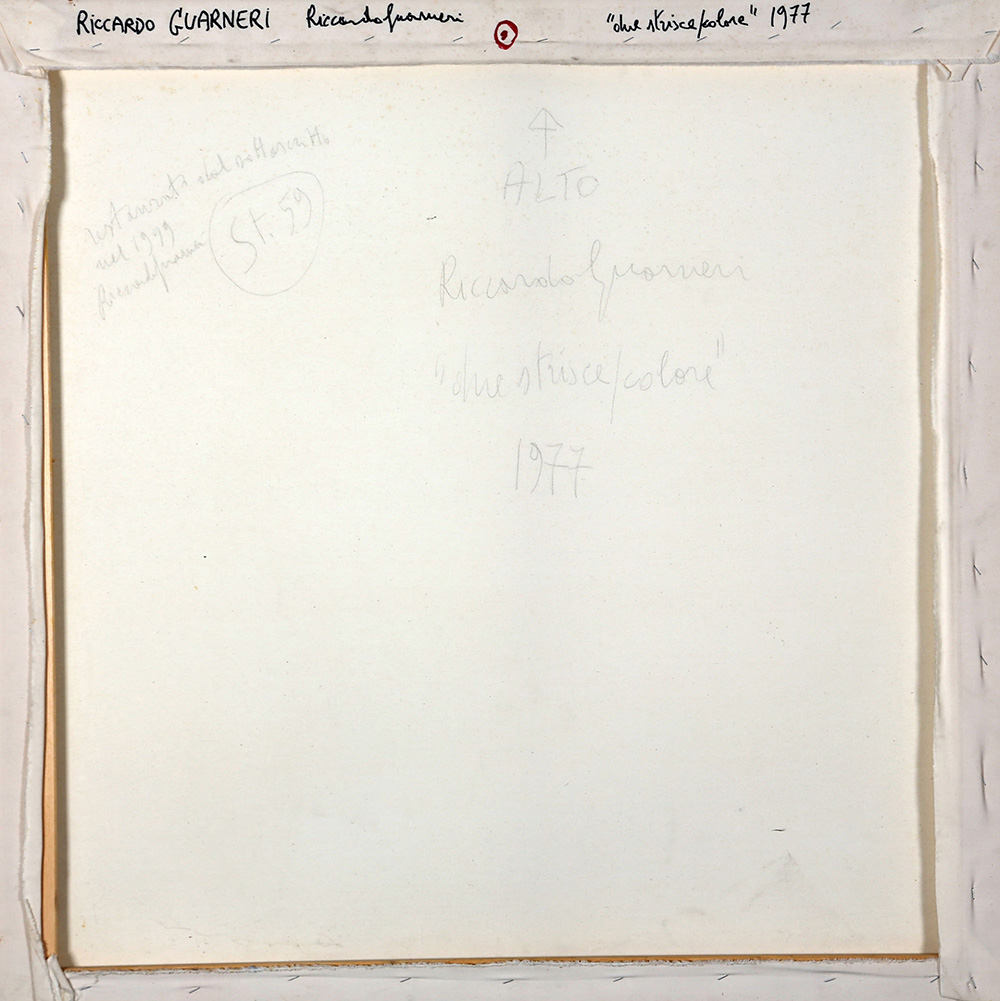 RICCARDO GUARNERI Riccardo Guarneri "due strisce/colore" 1977
restaurato dal sottoscritto
nel 1999
Riccardo Guarneri
St. 59
ALTO
Riccardo Guarneri
"due strisce/colore"
1977